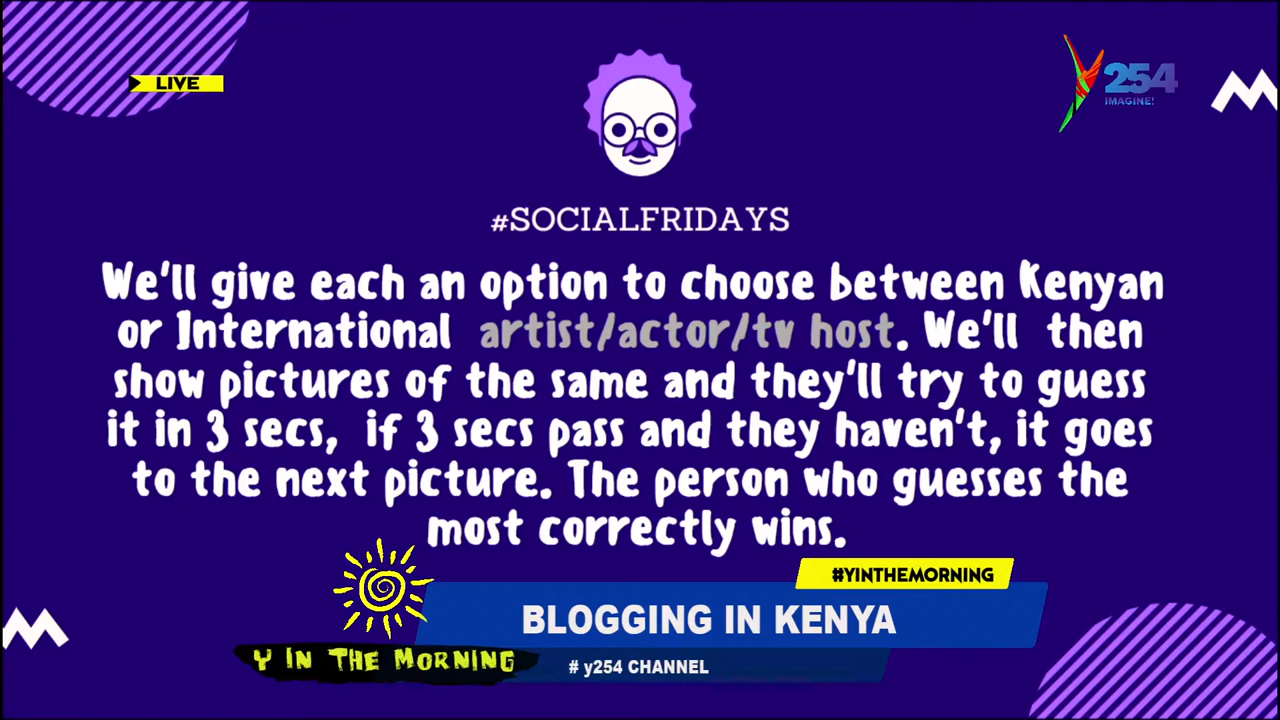 LIVE
254
IMAGINE!
#SOCIALFRIDAYS
We'll give each an option to choose between Kenyan
or International artist/actor/tv host. We'll then
show pictures of the same and they'll try to guess
it in 3 secs, if 3 secs pass and they haven't, it goes
to the next picture. The person who guesses the
most correctly wins.
#YINTHEMORNING
BLOGGING IN KENYA
Y IN THE MORNING
# y254 CHANNEL